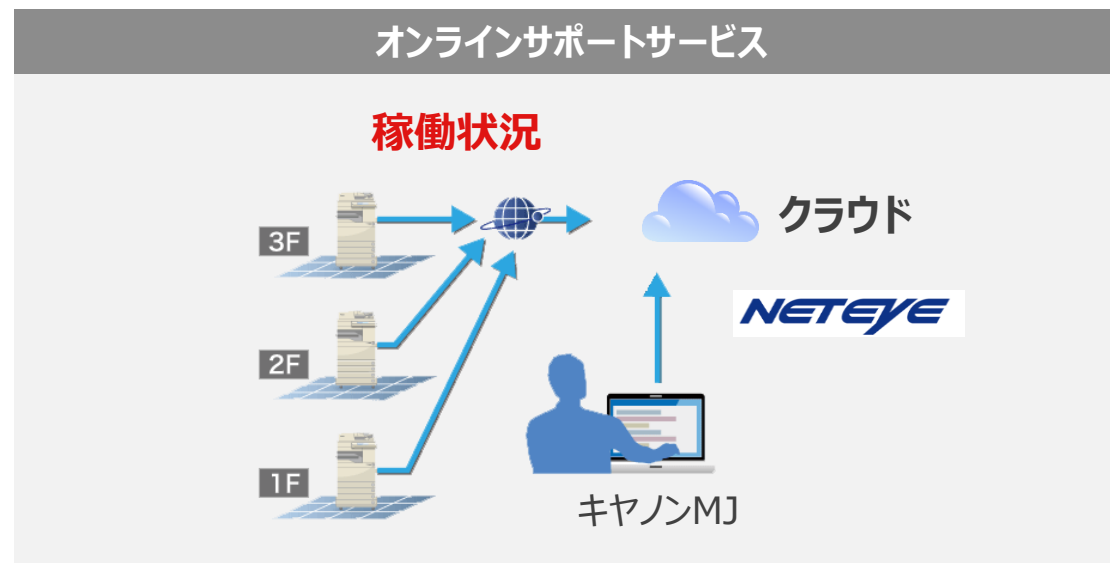 オンラインサポートサービス
稼働状況
3F
クラウド
NETEYE
2F
1F
キヤノンMJ